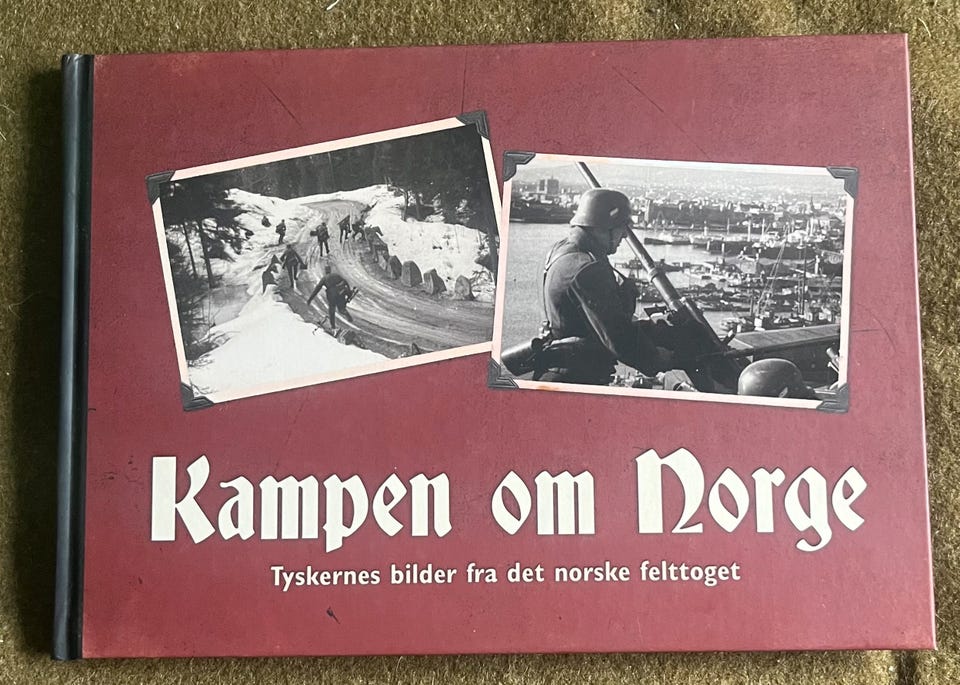 Kampen om Norge
Tyskernes bilder fra det norske felttoget